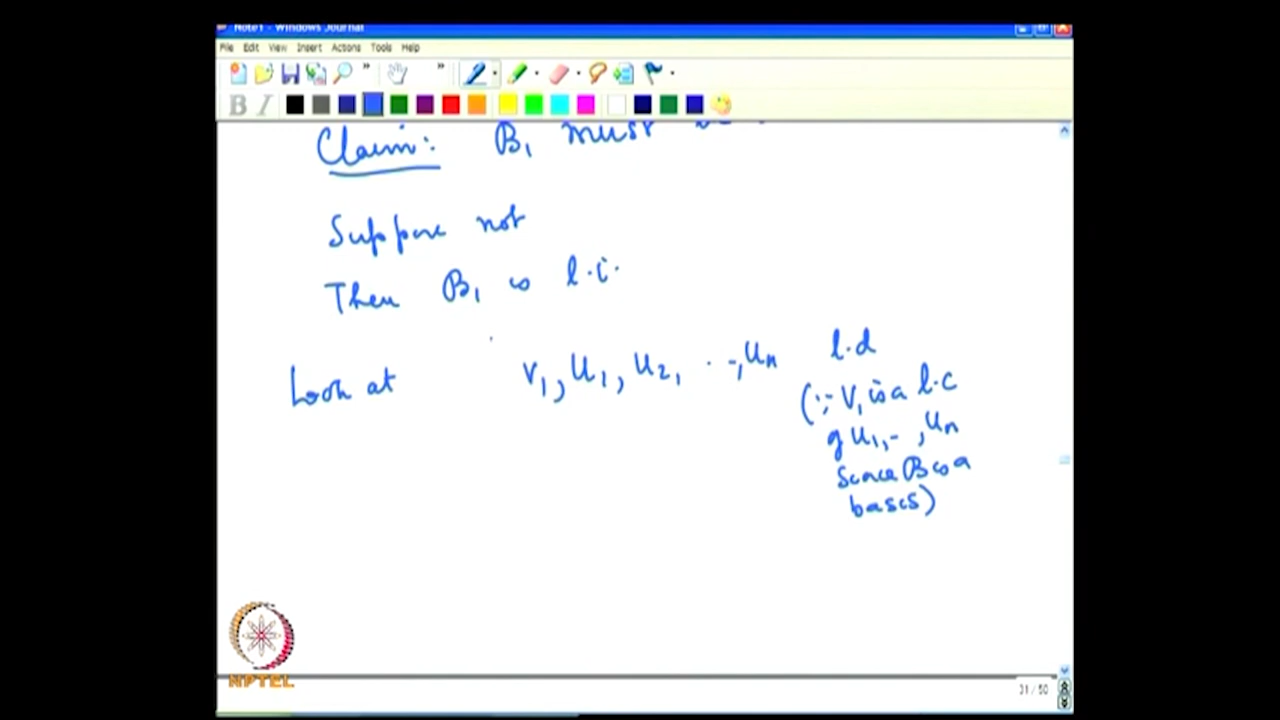 Note1 - Windows Journal
File Edit View Insert Actions Tools Help
B I
Claim: B1 must
Suppose not
Then B1 is l.i.
Look at v1, u1, u2, ..., un l.d
(∵ v1 is a l.c
of u1, .. , un
Since B is a
basis)
NPTEL
31 / 50